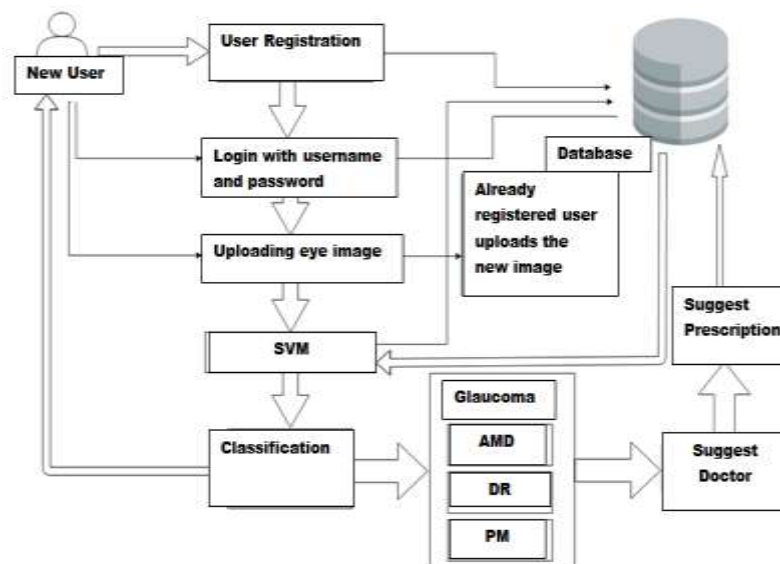 User Registration
New User
Login with username
and password
Database
Already
registered user
uploads the
new image
Uploading eye image
Suggest
Prescription
SVM
Glaucoma
AMD
Classification
DR
Suggest
Doctor
PM